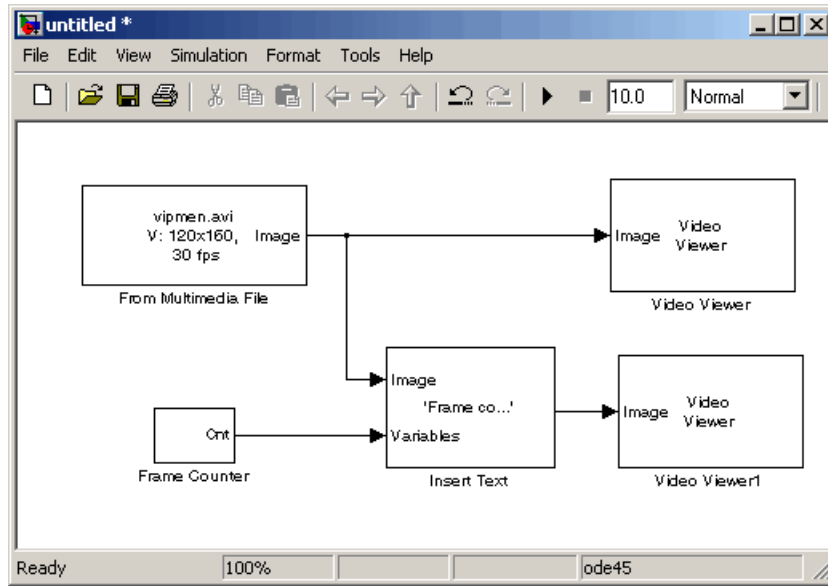 untitled *
File Edit View Simulation Format Tools Help
10.0 Normal
vipmen.avi
V: 120x160,
30 fps
Image
From Multimedia File
Image
Video
Viewer
Video Viewer
Image
'Frame co...'
Variables
Insert Text
Cnt
Frame Counter
Image
Video
Viewer
Video Viewer1
Ready 100% ode45